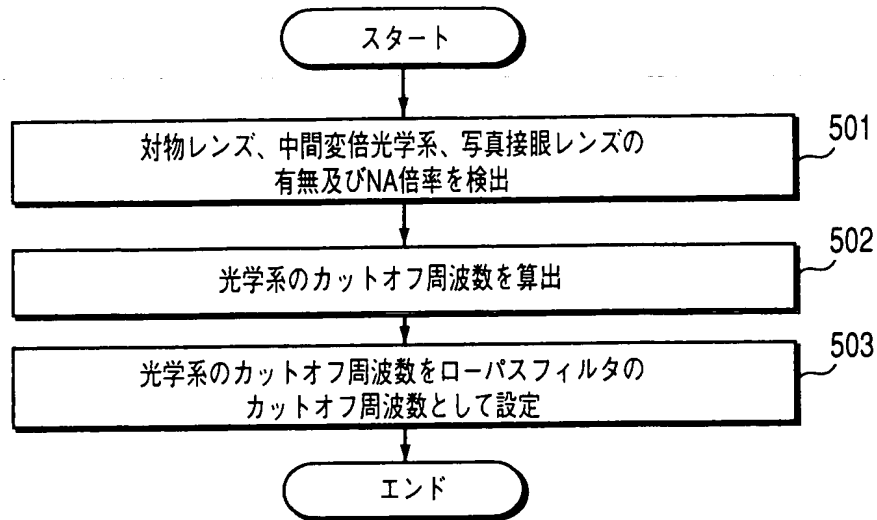 スタート
対物レンズ、中間変倍光学系、写真接眼レンズの
有無及びNA倍率を検出
501
光学系のカットオフ周波数を算出
502
光学系のカットオフ周波数をローパスフィルタの
カットオフ周波数として設定
503
エンド